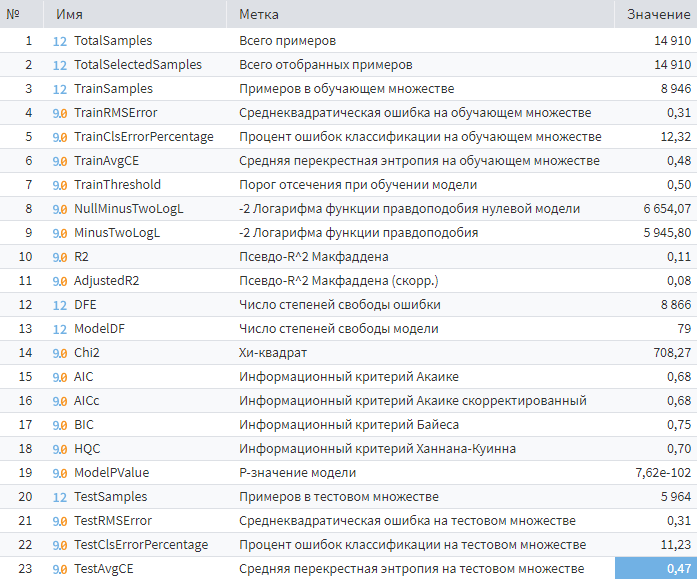 № Имя Метка Значение
1 12 TotalSamples Всего примеров 14 910
2 12 TotalSelectedSamples Всего отобранных примеров 14 910
3 12 TrainSamples Примеров в обучающем множестве 8 946
4 9.0 TrainRMSError Среднеквадратическая ошибка на обучающем множестве 0,31
5 9.0 TrainClsErrorPercentage Процент ошибок классификации на обучающем множестве 12,32
6 9.0 TrainAvgCE Средняя перекрестная энтропия на обучающем множестве 0,48
7 9.0 TrainThreshold Порог отсечения при обучении модели 0,50
8 9.0 NullMinusTwoLogL -2 Логарифма функции правдоподобия нулевой модели 6 654,07
9 9.0 MinusTwoLogL -2 Логарифма функции правдоподобия 5 945,80
10 9.0 R2 Псевдо-R^2 Макфаддена 0,11
11 9.0 AdjustedR2 Псевдо-R^2 Макфаддена (скорр.) 0,08
12 12 DFE Число степеней свободы ошибки 8 866
13 12 ModelDF Число степеней свободы модели 79
14 9.0 Chi2 Хи-квадрат 708,27
15 9.0 AIC Информационный критерий Акаике 0,68
16 9.0 AICc Информационный критерий Акаике скорректированный 0,68
17 9.0 BIC Информационный критерий Байеса 0,75
18 9.0 HQC Информационный критерий Ханнана-Куинна 0,70
19 9.0 ModelPValue P-значение модели 7,62e-102
20 12 TestSamples Примеров в тестовом множестве 5 964
21 9.0 TestRMSError Среднеквадратическая ошибка на тестовом множестве 0,31
22 9.0 TestClsErrorPercentage Процент ошибок классификации на тестовом множестве 11,23
23 9.0 TestAvgCE Средняя перекрестная энтропия на тестовом множестве 0,47